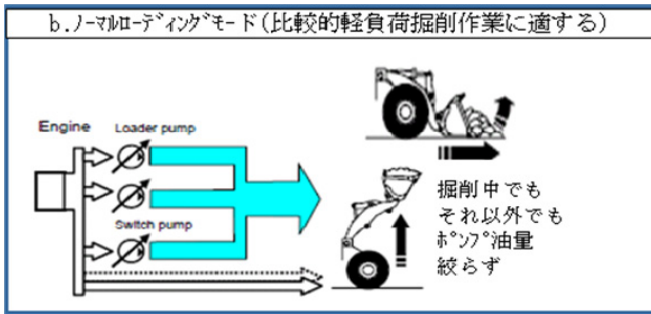 b.ﾉｰﾏﾙﾛｰﾃﾞｨﾝｸﾞﾓｰﾄﾞ(比較的軽負荷掘削作業に適する)
Engine
Loader pump
Switch pump
掘削中でも
それ以外でも
ﾎﾟﾝﾌﾟ油量
絞らず